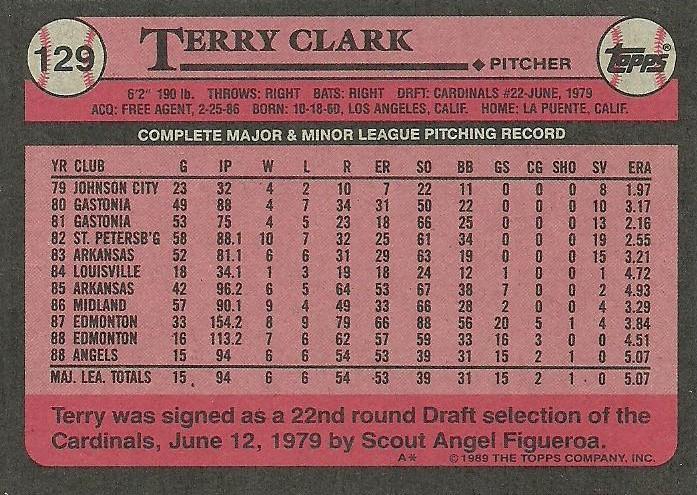 129
TERRY CLARK
PITCHER
TOPPS®
6'2" 190 lb. THROWS: RIGHT BATS: RIGHT DRFT: CARDINALS #22-JUNE, 1979
ACQ: FREE AGENT, 2-25-86 BORN: 10-18-60, LOS ANGELES, CALIF. HOME: LA PUENTE, CALIF.
COMPLETE MAJOR & MINOR LEAGUE PITCHING RECORD
YR CLUB G IP W L R ER SO BB GS CG SHO SV ERA
79 JOHNSON CITY 23 32 4 2 10 7 22 11 0 0 0 8 1.97
80 GASTONIA 49 88 4 7 34 31 50 22 0 0 0 10 3.17
81 GASTONIA 53 75 4 5 23 18 66 25 0 0 0 13 2.16
82 ST. PETERSB'G 58 88.1 10 7 32 25 61 34 0 0 0 19 2.55
83 ARKANSAS 52 81.1 6 6 31 29 63 19 0 0 0 15 3.21
84 LOUISVILLE 18 34.1 1 3 19 18 24 12 1 0 0 0 4.72
85 ARKANSAS 42 96.2 6 5 64 53 67 38 7 0 0 2 4.93
86 MIDLAND 57 90.1 9 4 49 33 66 28 2 0 0 4 3.29
87 EDMONTON 33 154.2 8 9 79 66 88 56 20 5 1 4 3.84
88 EDMONTON 16 113.2 7 6 62 57 59 33 16 3 0 0 4.51
88 ANGELS 15 94 6 6 54 53 39 31 15 2 1 0 5.07
MAJ. LEA. TOTALS 15 94 6 6 54 53 39 31 15 2 1 0 5.07
Terry was signed as a 22nd round Draft selection of the
Cardinals, June 12, 1979 by Scout Angel Figueroa.
A* ©1989 THE TOPPS COMPANY, INC.